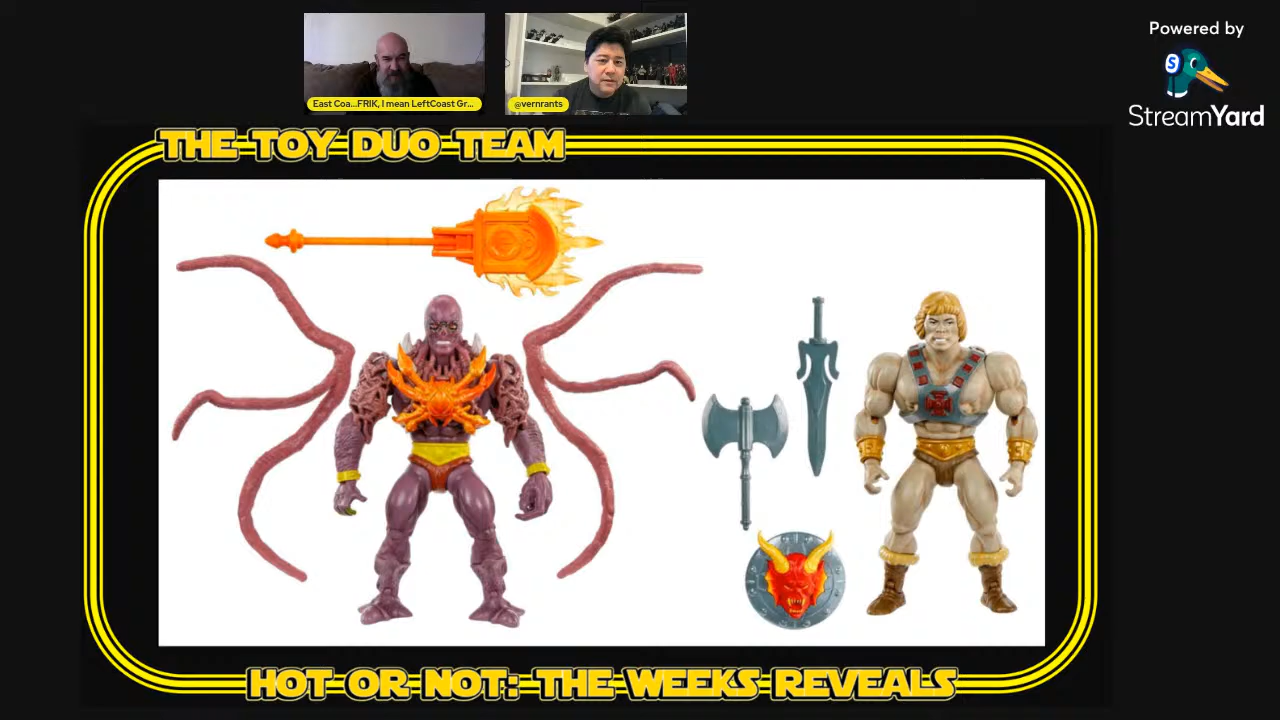 Powered by
S
StreamYard
East Coa...FRIK, I mean LeftCoast Gr...
@vernrants
THE TOY DUO TEAM
HOT OR NOT: THE WEEKS REVEALS